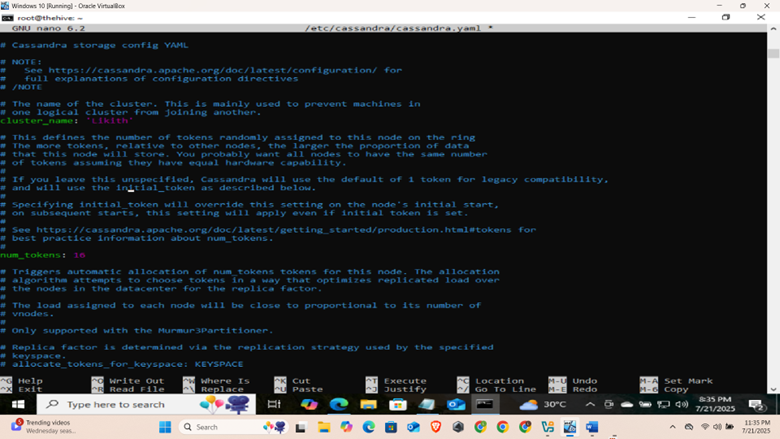 Windows 10 [Running] - Oracle VirtualBox
root@thehive: ~
GNU nano 6.2 /etc/cassandra/cassandra.yaml *
# Cassandra storage config YAML
# NOTE:
# See https://cassandra.apache.org/doc/latest/configuration/ for
# full explanations of configuration directives
# /NOTE
# The name of the cluster. This is mainly used to prevent machines in
# one logical cluster from joining another.
cluster_name: 'Likith'
# This defines the number of tokens randomly assigned to this node on the ring
# The more tokens, relative to other nodes, the larger the proportion of data
# that this node will store. You probably want all nodes to have the same number
# of tokens assuming they have equal hardware capability.
#
# If you leave this unspecified, Cassandra will use the default of 1 token for legacy compatibility,
# and will use the initial_token as described below.
#
# Specifying initial_token will override this setting on the node's initial start,
# on subsequent starts, this setting will apply even if initial token is set.
#
# See https://cassandra.apache.org/doc/latest/getting_started/production.html#tokens for
# best practice information about num_tokens.
#
num_tokens: 16
# Triggers automatic allocation of num_tokens tokens for this node. The allocation
# algorithm attempts to choose tokens in a way that optimizes replicated load over
# the nodes in the datacenter for the replica factor.
#
# The load assigned to each node will be close to proportional to its number of
# vnodes.
#
# Only supported with the Murmur3Partitioner.
#
# Replica factor is determined via the replication strategy used by the specified
# keyspace.
# allocate_tokens_for_keyspace: KEYSPACE
^G Help ^O Write Out ^W Where Is ^K Cut ^T Execute ^C Location M-U Undo M-A Set Mark
^X Exit ^R Read File ^\ Replace ^U Paste ^J Justify ^/ Go To Line M-E Redo M-6 Copy
Type here to search 30°C 8:35 PM
7/21/2025
Trending videos
Wednesday seas...
Search
11:35 PM
7/21/2025